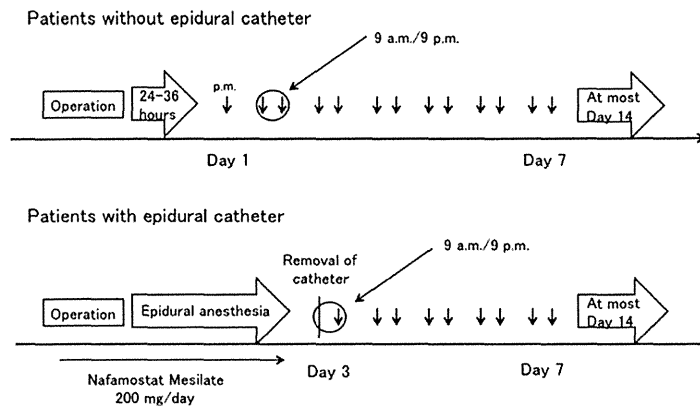 Patients without epidural catheter
9 a.m./9 p.m.
p.m.
Operation
24-36
hours
At most
Day 14
Day 1
Day 7
Patients with epidural catheter
9 a.m./9 p.m.
Removal of
catheter
Operation
Epidural anesthesia
At most
Day 14
Nafamostat Mesilate
200 mg/day
Day 3
Day 7